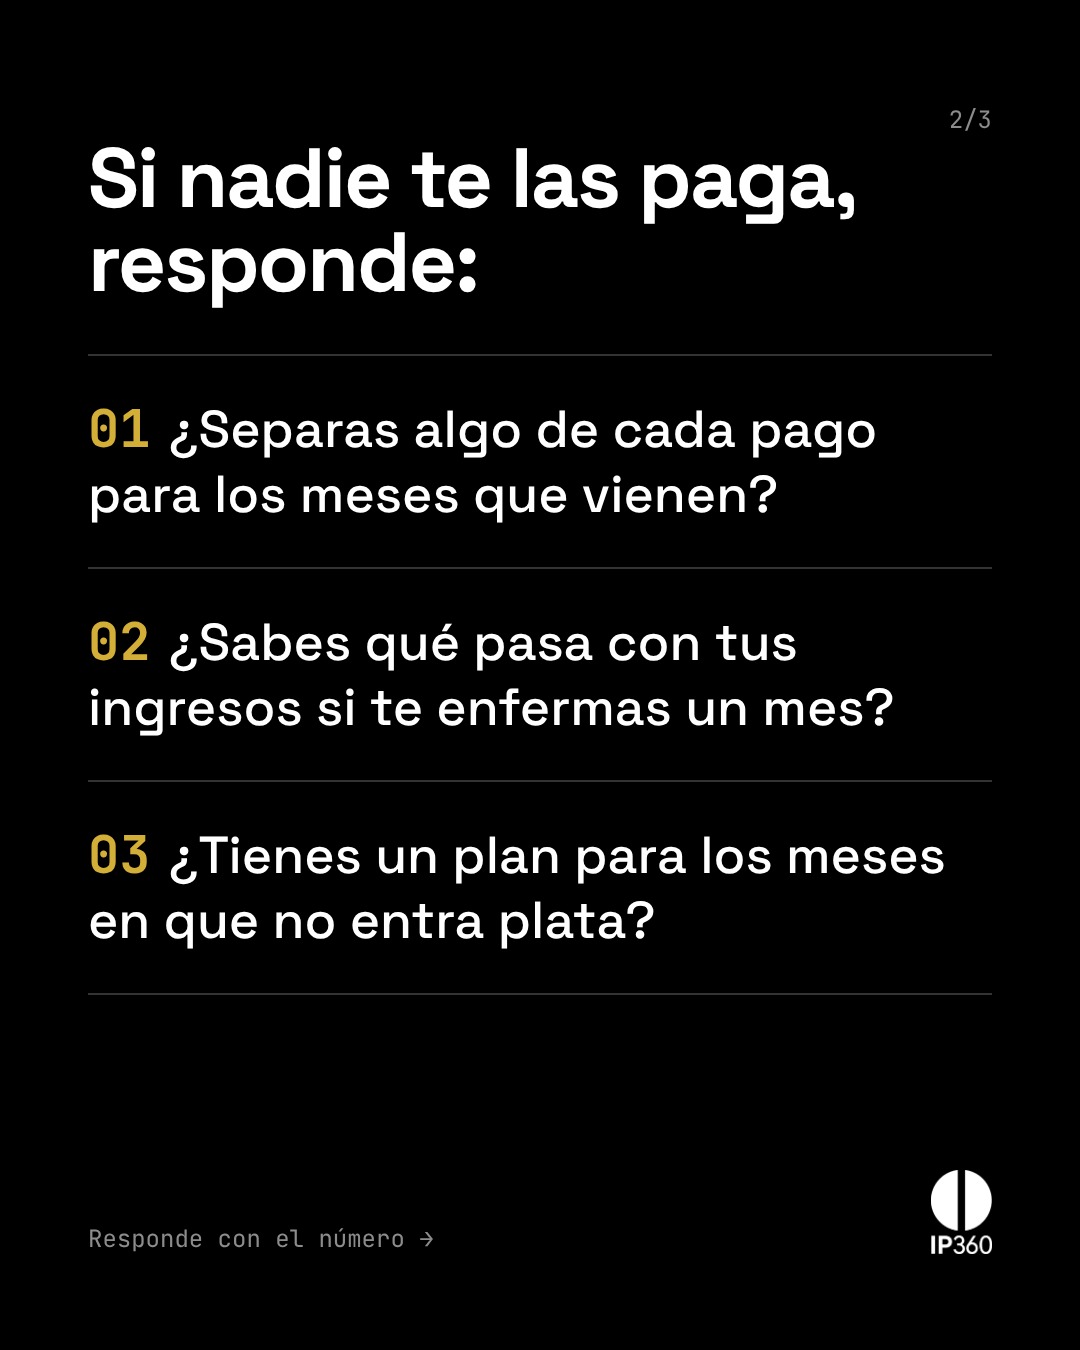 2/3
Si nadie te las paga,
responde:
01 ¿Separas algo de cada pago
para los meses que vienen?
02 ¿Sabes qué pasa con tus
ingresos si te enfermas un mes?
03 ¿Tienes un plan para los meses
en que no entra plata?
Responde con el número →
IP360